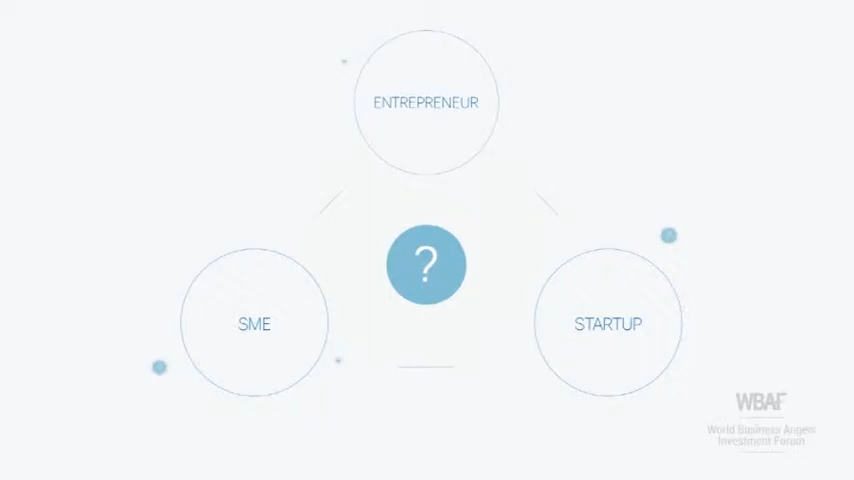 ENTREPRENEUR
?
SME
STARTUP
WBAF
World Business Angels
Investment Forum